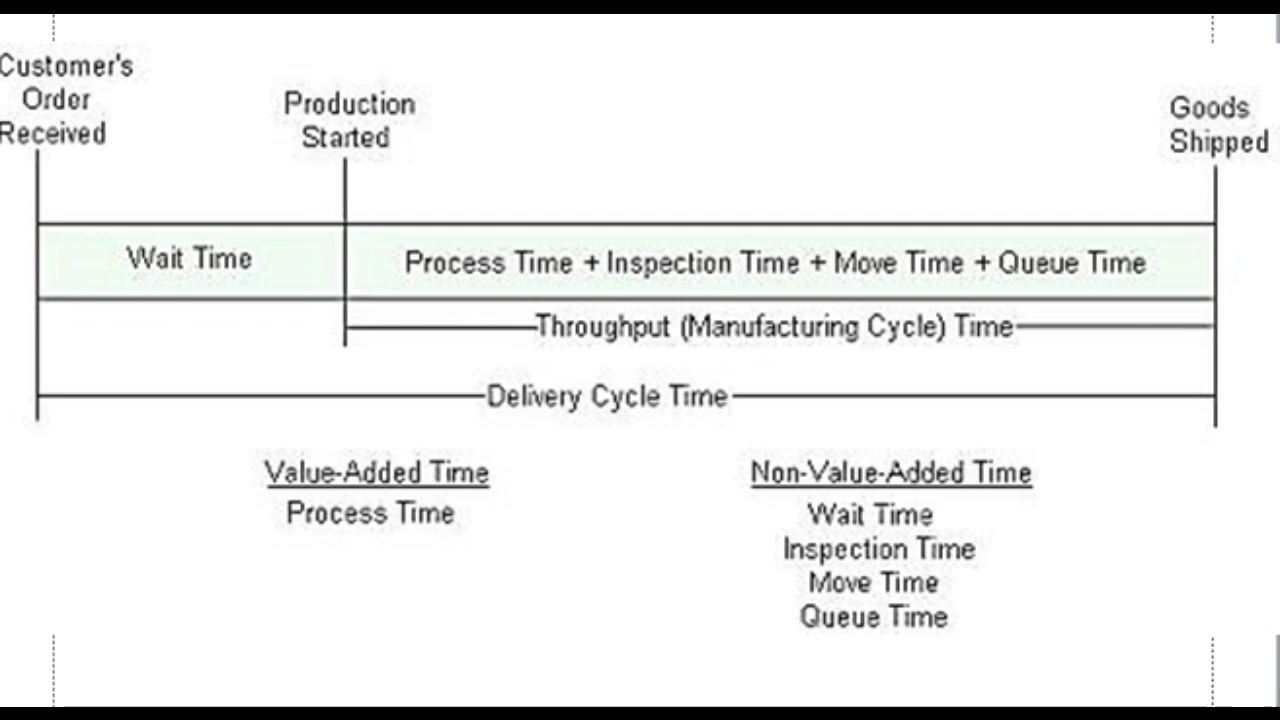 Customer's
Order
Received
Production
Started
Goods
Shipped
Wait Time
Process Time + Inspection Time + Move Time + Queue Time
Throughput (Manufacturing Cycle) Time
Delivery Cycle Time
Value-Added Time
Process Time
Non-Value-Added Time
Wait Time
Inspection Time
Move Time
Queue Time